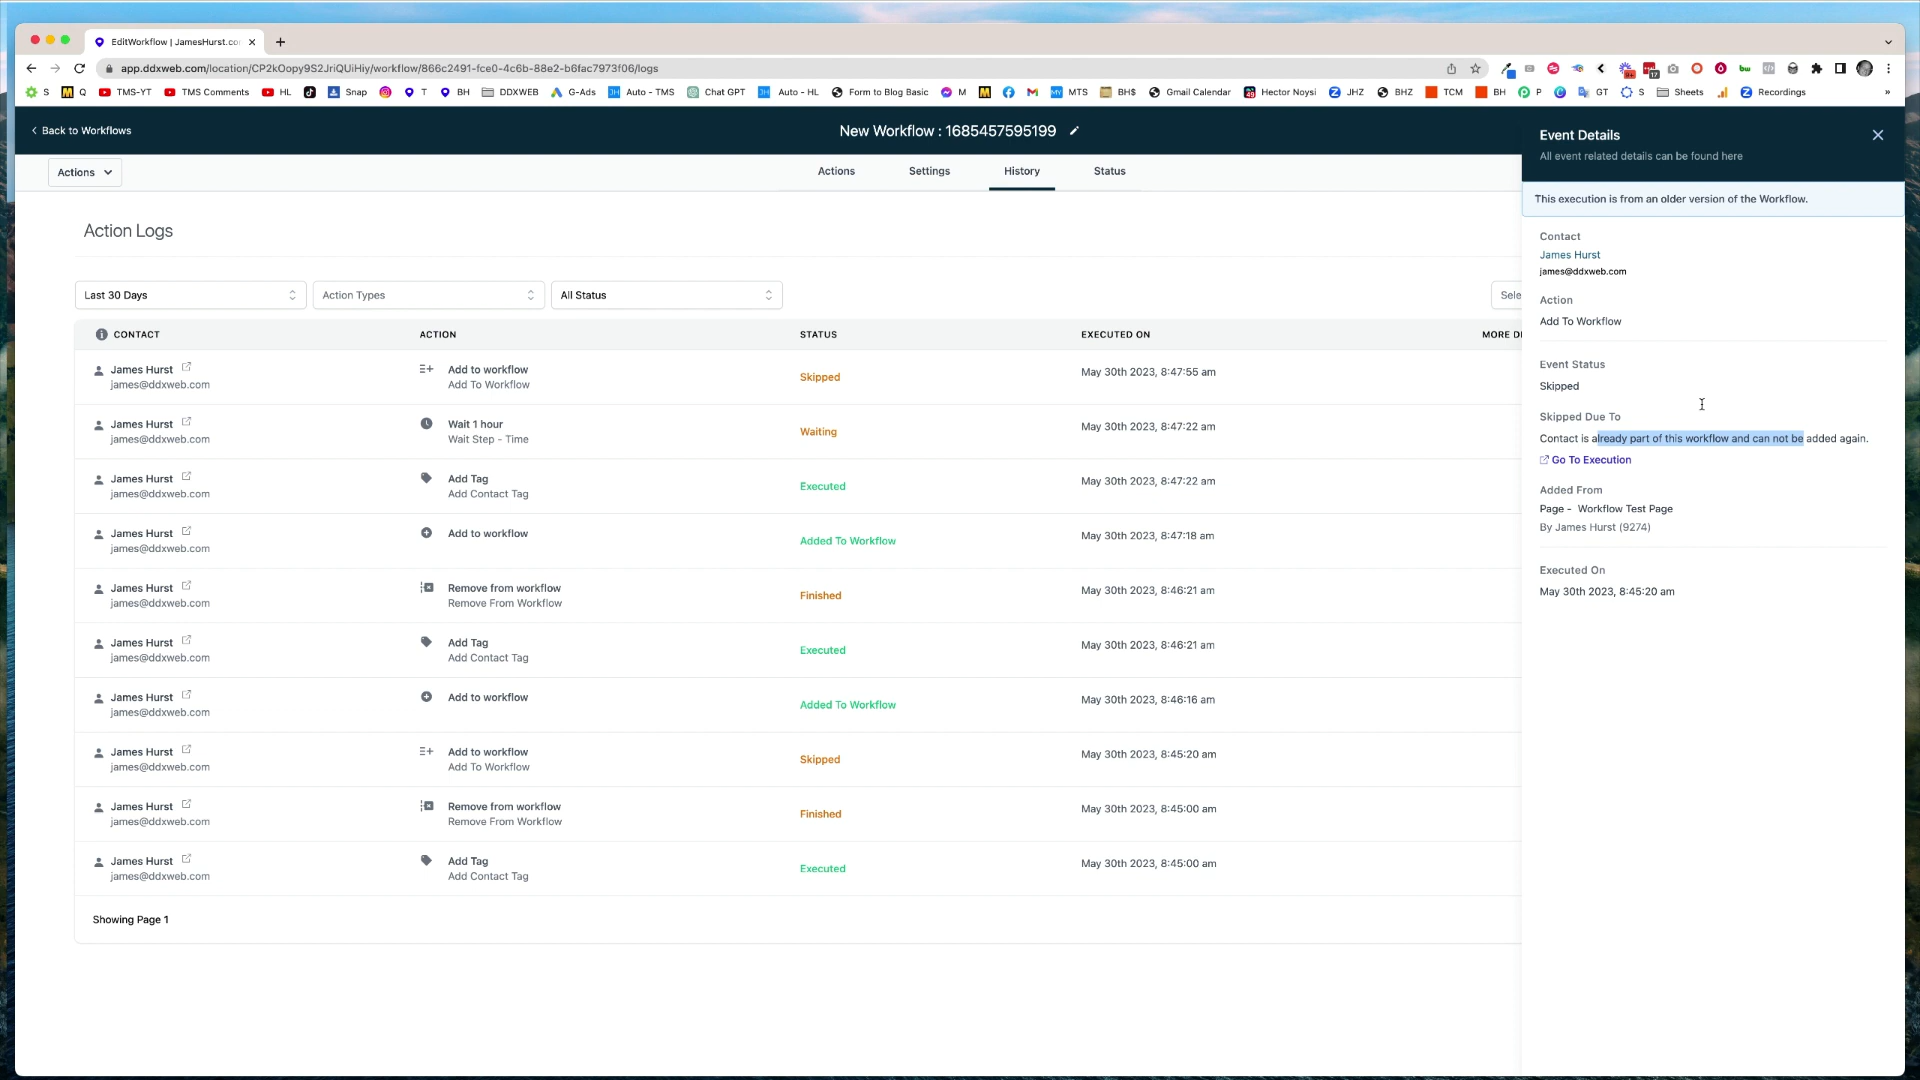 EditWorkflow | JamesHurst.co
app.ddxweb.com/location/CP2kOopy9S2JriQUiHiy/workflow/866c2491-fce0-4c6b-88e2-b6fac7973f06/logs
S Q TMS-YT TMS Comments HL Snap T BH DDXWEB G-Ads Auto - TMS Chat GPT Auto - HL Form to Blog Basic M MTS BH$ Gmail Calendar Hector Noysi JHZ BHZ TCM BH P GT S Sheets Recordings »
Back to Workflows
New Workflow : 1685457595199
Actions
Actions Settings History Status
Action Logs
Last 30 Days Action Types All Status Sele
CONTACT ACTION STATUS EXECUTED ON MORE D
James Hurst Add to workflow
james@ddxweb.com Add To Workflow Skipped May 30th 2023, 8:47:55 am
James Hurst Wait 1 hour
james@ddxweb.com Wait Step - Time Waiting May 30th 2023, 8:47:22 am
James Hurst Add Tag
james@ddxweb.com Add Contact Tag Executed May 30th 2023, 8:47:22 am
James Hurst Add to workflow
james@ddxweb.com Added To Workflow May 30th 2023, 8:47:18 am
James Hurst Remove from workflow
james@ddxweb.com Remove From Workflow Finished May 30th 2023, 8:46:21 am
James Hurst Add Tag
james@ddxweb.com Add Contact Tag Executed May 30th 2023, 8:46:21 am
James Hurst Add to workflow
james@ddxweb.com Added To Workflow May 30th 2023, 8:46:16 am
James Hurst Add to workflow
james@ddxweb.com Add To Workflow Skipped May 30th 2023, 8:45:20 am
James Hurst Remove from workflow
james@ddxweb.com Remove From Workflow Finished May 30th 2023, 8:45:00 am
James Hurst Add Tag
james@ddxweb.com Add Contact Tag Executed May 30th 2023, 8:45:00 am
Showing Page 1
Event Details
All event related details can be found here
This execution is from an older version of the Workflow.
Contact
James Hurst
james@ddxweb.com
Action
Add To Workflow
Event Status
Skipped
Skipped Due To
Contact is already part of this workflow and can not be added again.
Go To Execution
Added From
Page - Workflow Test Page
By James Hurst (9274)
Executed On
May 30th 2023, 8:45:20 am